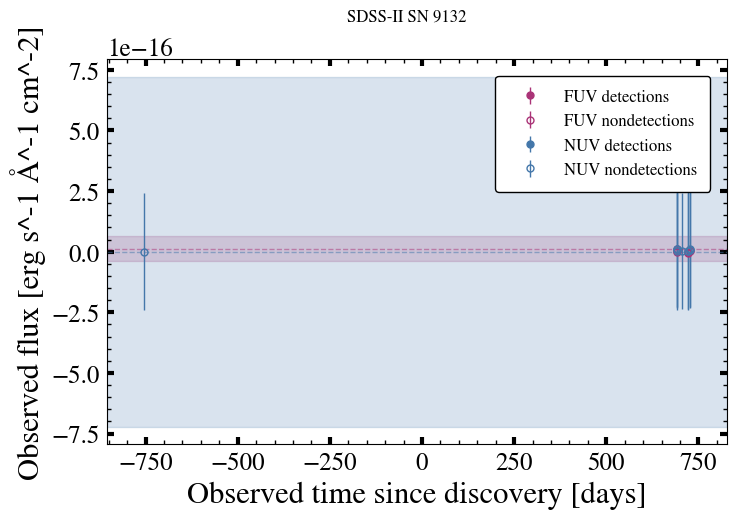 SDSS-II SN 9132
1e−16
Observed flux [erg s^-1 Å^-1 cm^-2]
7.5
5.0
2.5
0.0
−2.5
−5.0
−7.5
FUV detections
FUV nondetections
NUV detections
NUV nondetections
−750 −500 −250 0 250 500 750
Observed time since discovery [days]